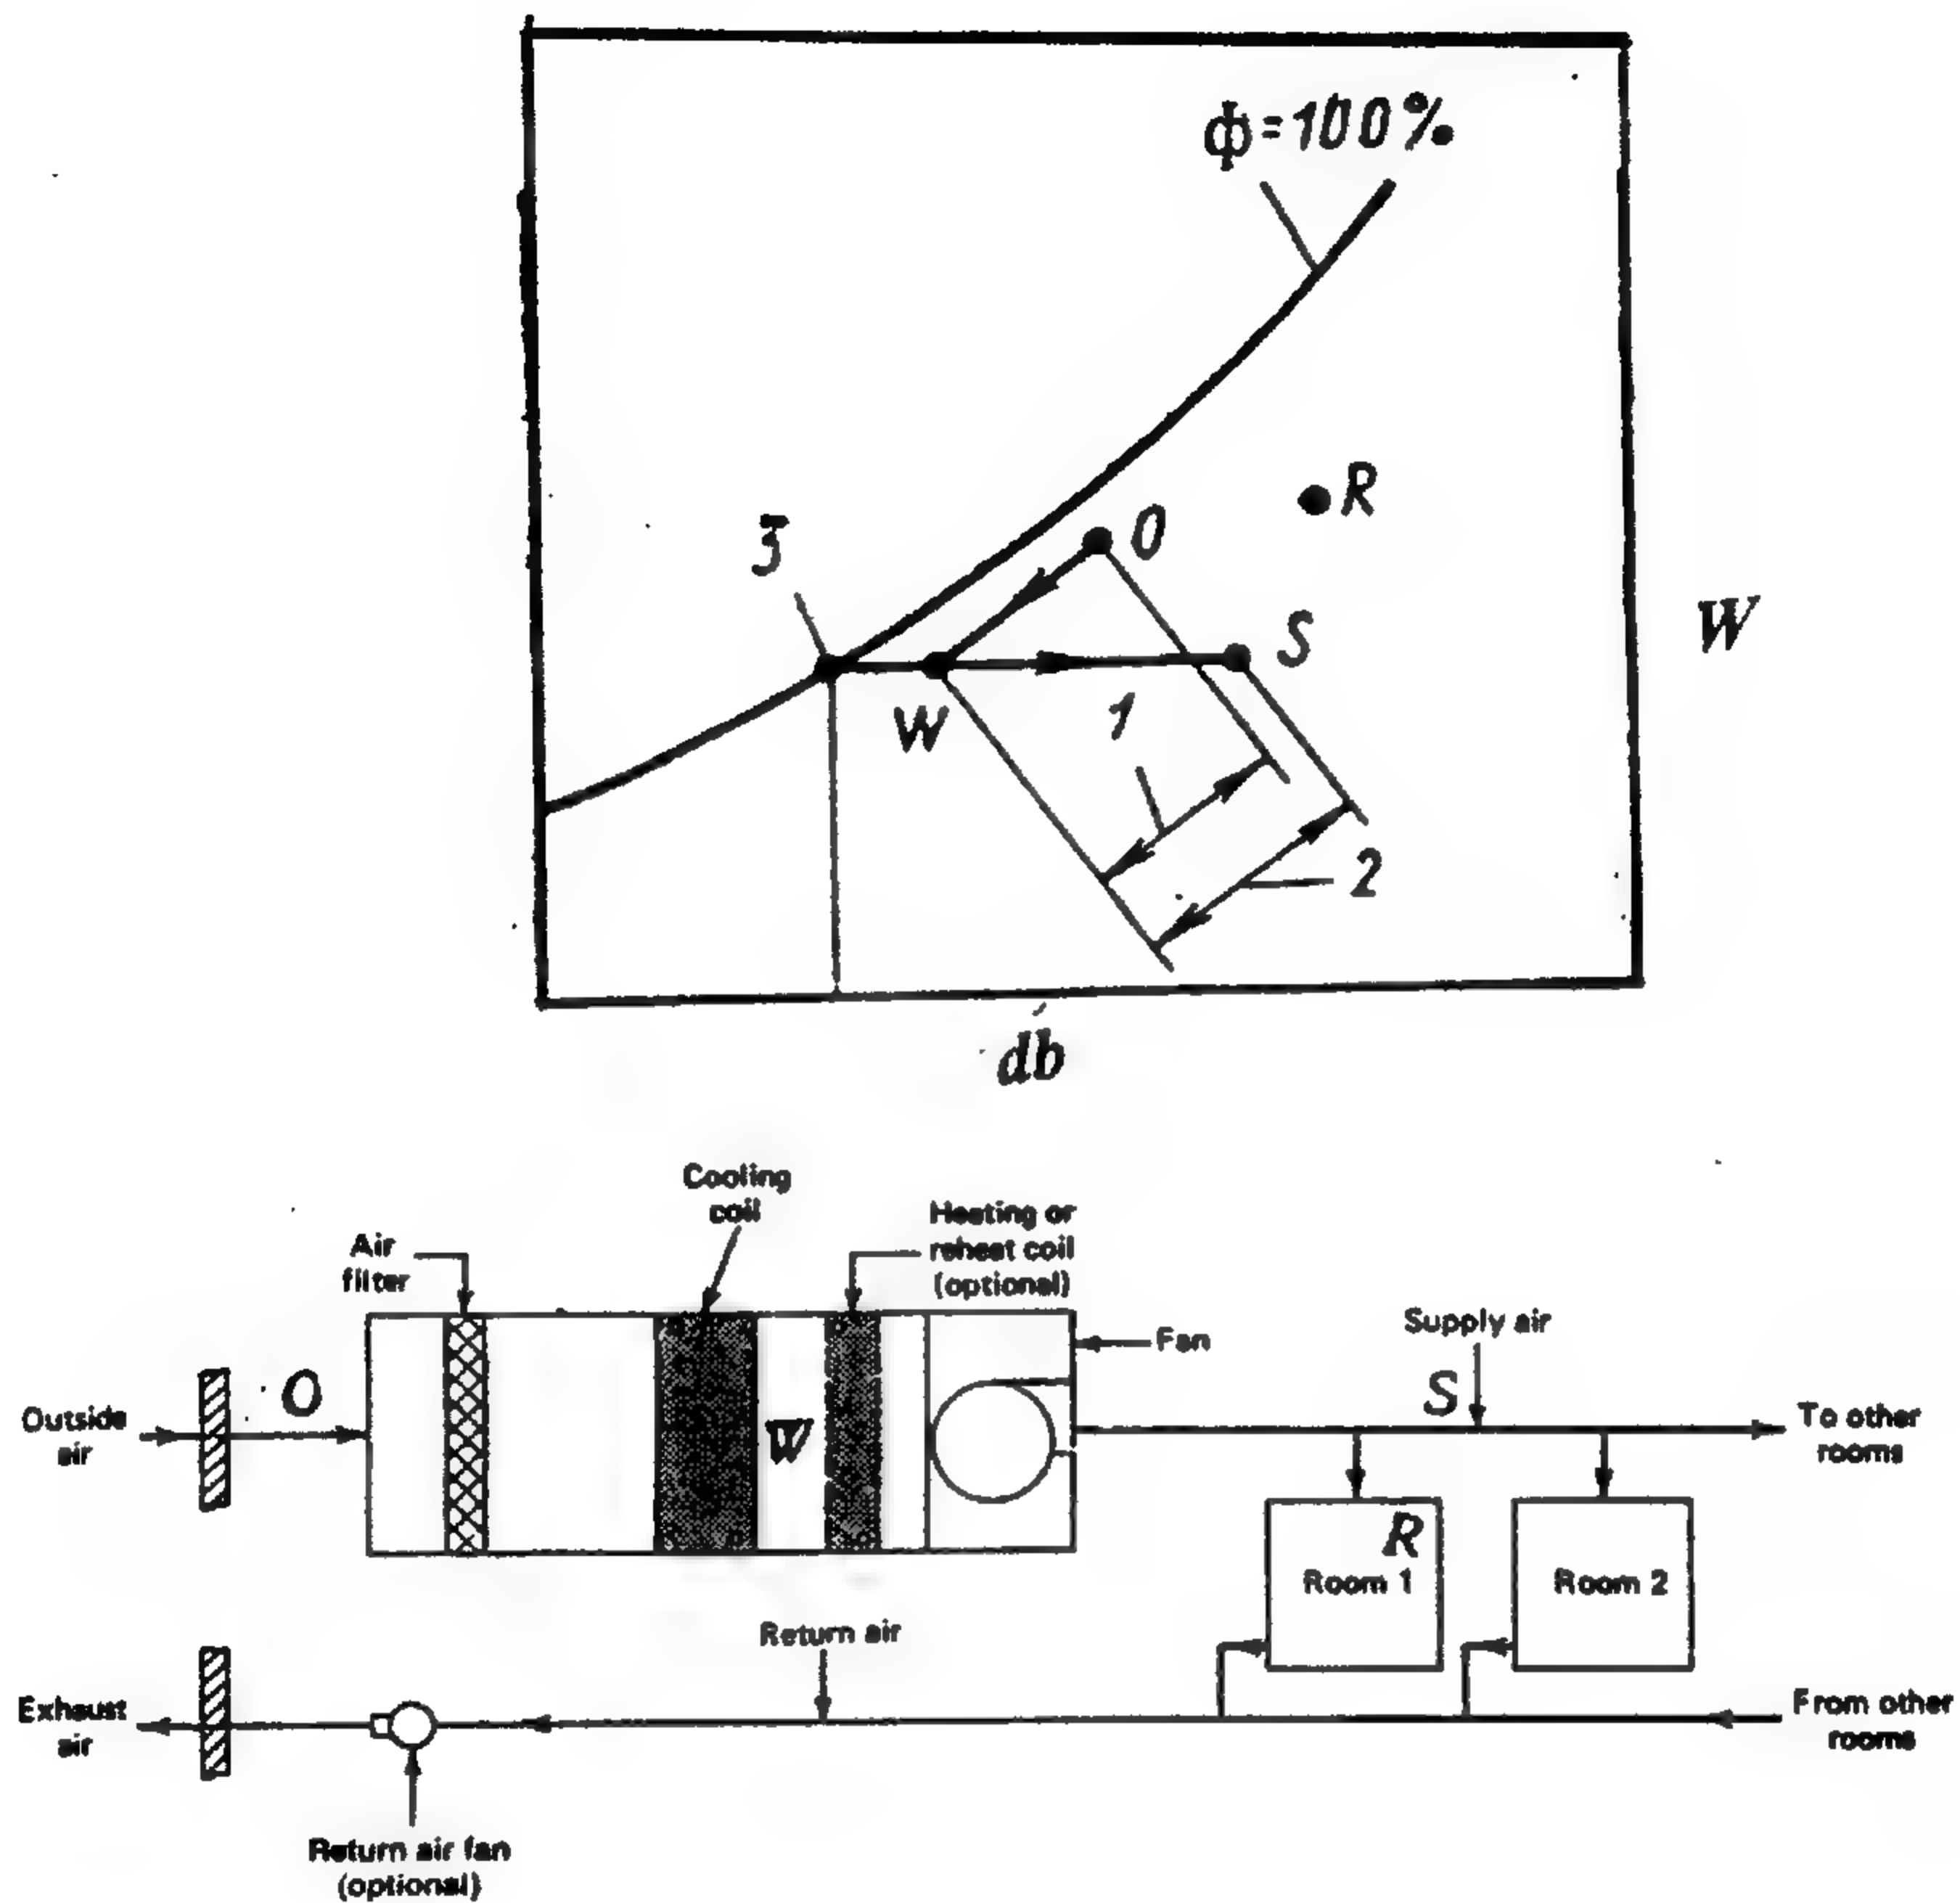 ф=100%
R
O
3
S
W
W
1
2
db
Cooling
coil
Heating or
reheat coil
(optional)
Air
filter
Fan
Supply air
S
O
Outside
air
W
To other
rooms
R
Room 1
Room 2
Return air
Exhaust
air
From other
rooms
Return air fan
(optional)